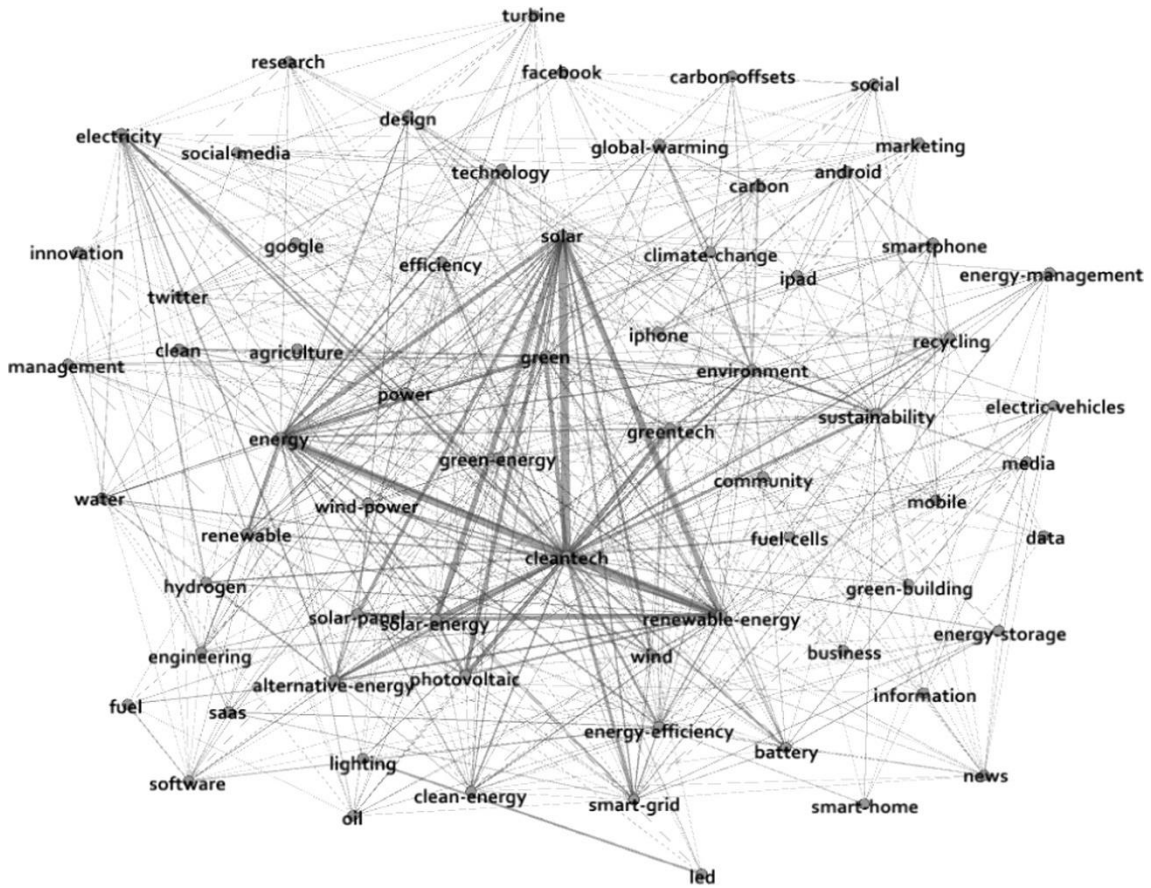 turbine
research
facebook
carbon-offsets
social
design
electricity
social-media
global-warming
marketing
technology
android
carbon
solar
innovation
google
efficiency
climate-change
smartphone
ipad
energy-management
twitter
iphone
recycling
clean
agriculture
green
management
environment
power
electric-vehicles
sustainability
energy
greentech
green-energy
media
community
water
wind-power
mobile
renewable
fuel-cells
data
cleantech
hydrogen
green-building
solar-panel
solar-energy
renewable-energy
energy-storage
engineering
wind
business
alternative-energy
photovoltaic
information
fuel
saas
energy-efficiency
battery
lighting
news
software
clean-energy
smart-grid
smart-home
oil
led